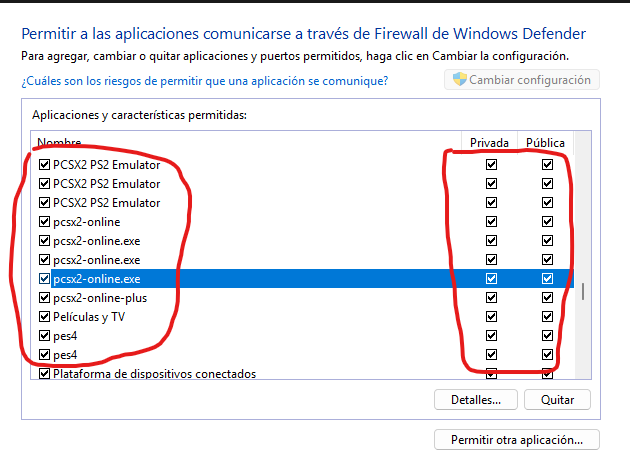 Permitir a las aplicaciones comunicarse a través de Firewall de Windows Defender
Para agregar, cambiar o quitar aplicaciones y puertos permitidos, haga clic en Cambiar la configuración.
¿Cuáles son los riesgos de permitir que una aplicación se comunique?
Cambiar configuración
Aplicaciones y características permitidas:
Nombre Privada Pública
PCSX2 PS2 Emulator
PCSX2 PS2 Emulator
PCSX2 PS2 Emulator
pcsx2-online
pcsx2-online.exe
pcsx2-online.exe
pcsx2-online.exe
pcsx2-online-plus
Películas y TV
pes4
pes4
Plataforma de dispositivos conectados
Detalles... Quitar
Permitir otra aplicación...